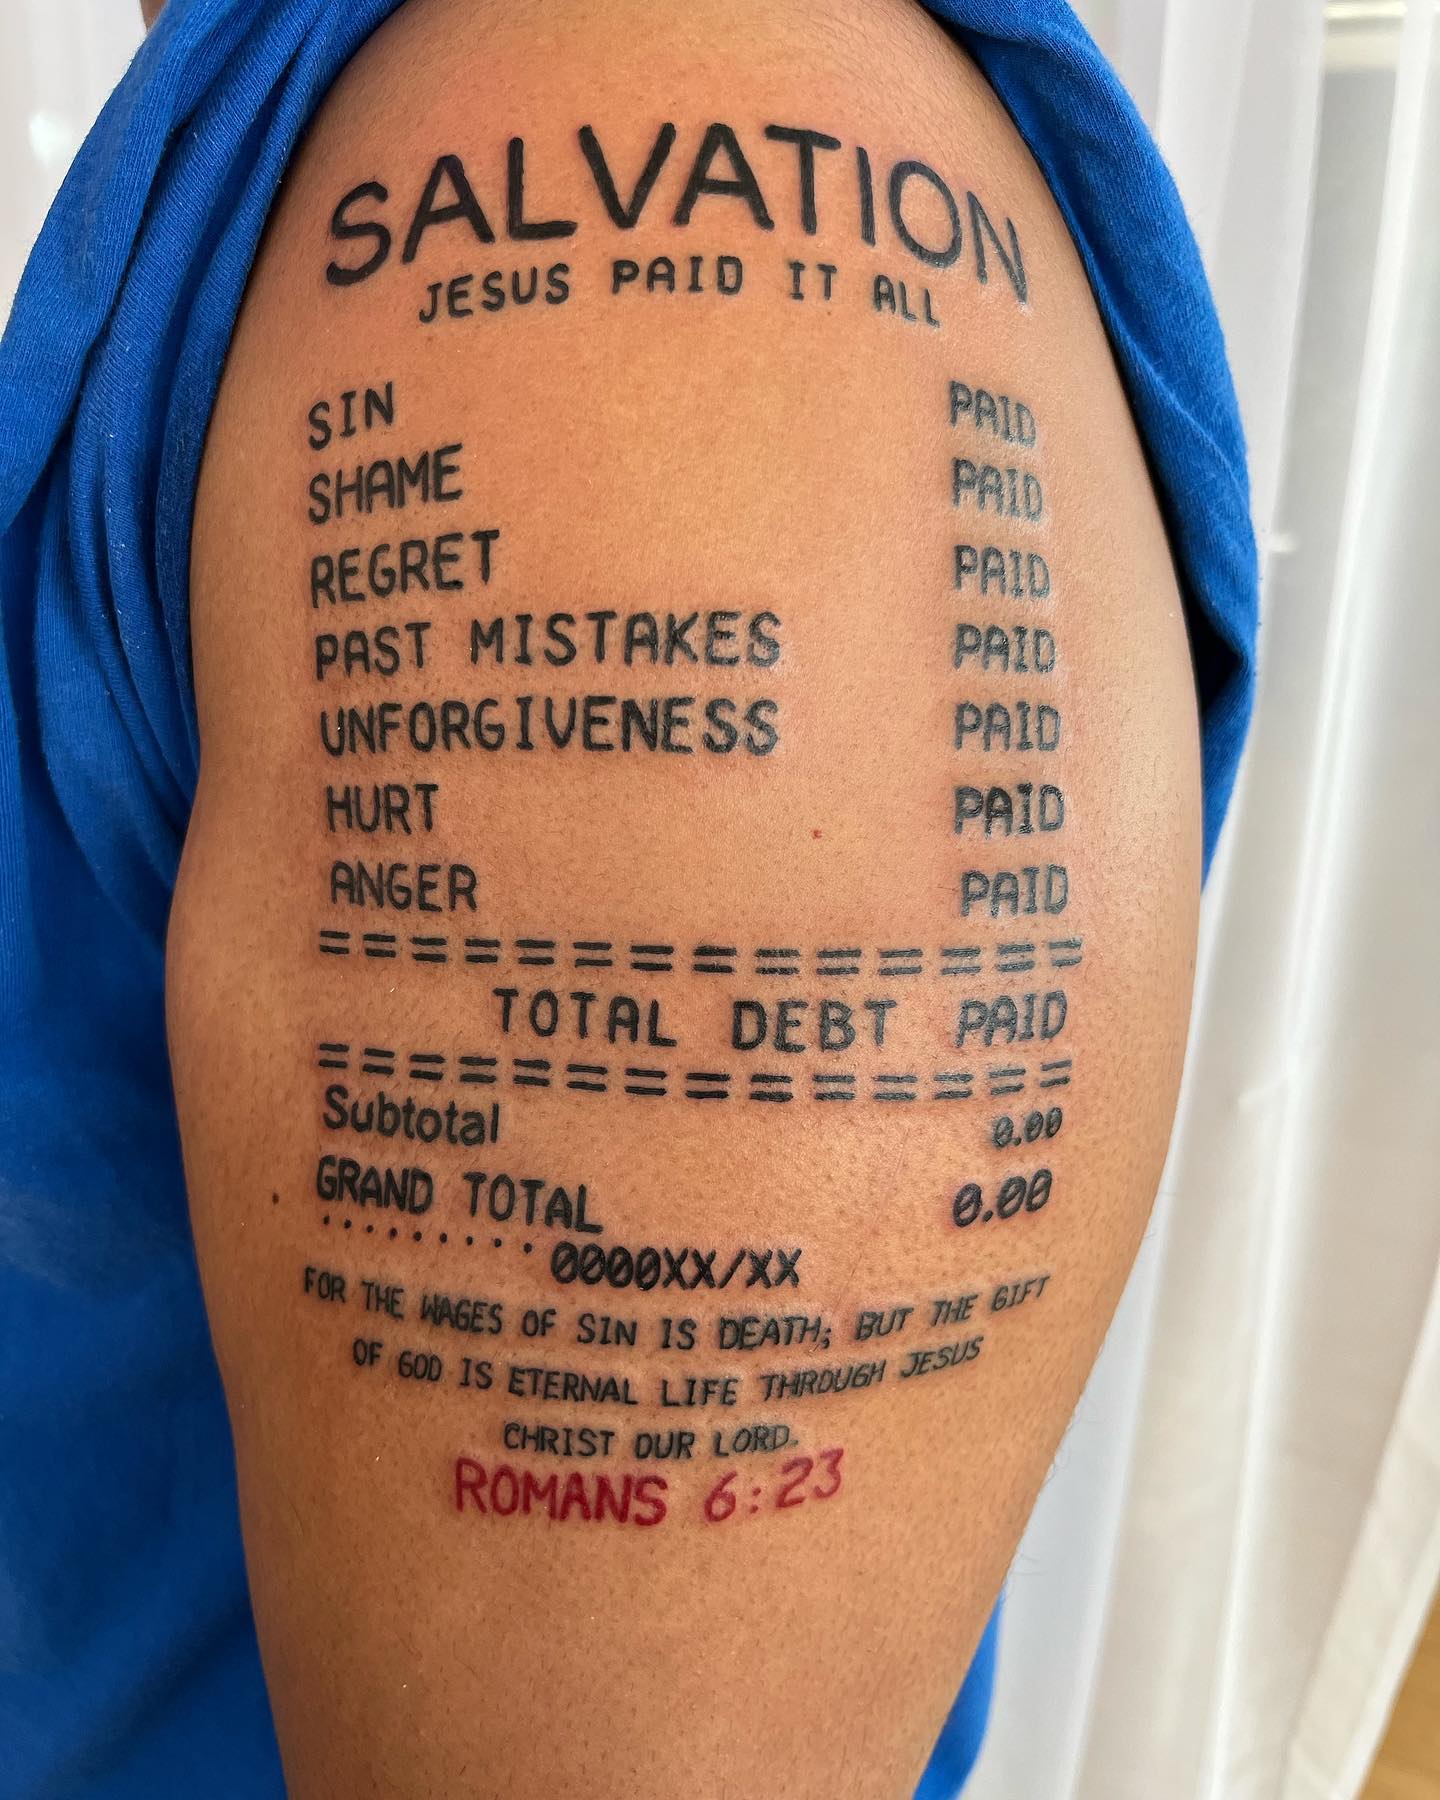 SALVATION
JESUS PAID IT ALL
SIN PAID
SHAME PAID
REGRET PAID
PAST MISTAKES PAID
UNFORGIVENESS PAID
HURT PAID
ANGER PAID
==============
TOTAL DEBT PAID
==============
Subtotal 0.00
GRAND TOTAL 0.00
.........0000XX/XX
FOR THE WAGES OF SIN IS DEATH; BUT THE GIFT
OF GOD IS ETERNAL LIFE THROUGH JESUS
CHRIST OUR LORD.
ROMANS 6:23